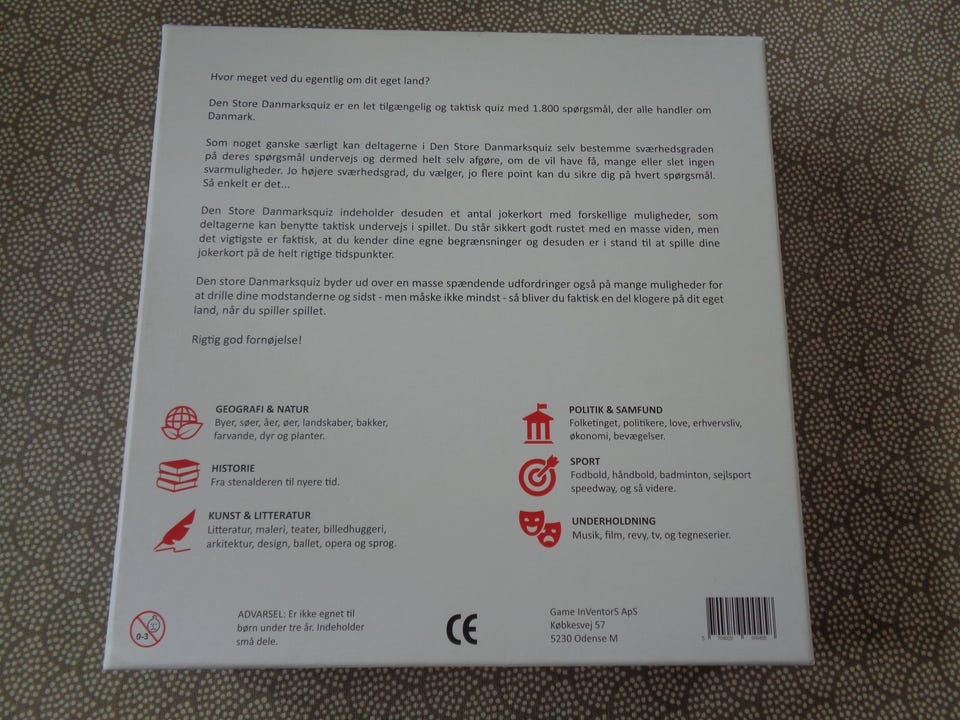 Hvor meget ved du egentlig om dit eget land?
Den Store Danmarksquiz er en let tilgængelig og taktisk quiz med 1.800 spørgsmål, der alle handler om
Danmark.
Som noget ganske særligt kan deltagerne i Den Store Danmarksquiz selv bestemme sværhedsgraden
på deres spørgsmål undervejs og dermed helt selv afgøre, om de vil have få, mange eller slet ingen
svarmuligheder. Jo højere sværhedsgrad, du vælger, jo flere point kan du sikre dig på hvert spørgsmål.
Så enkelt er det...
Den Store Danmarksquiz indeholder desuden et antal jokerkort med forskellige muligheder, som
deltagerne kan benytte taktisk undervejs i spillet. Du står sikkert godt rustet med en masse viden, men
det vigtigste er faktisk, at du kender dine egne begrænsninger og desuden er i stand til at spille dine
jokerkort på de helt rigtige tidspunkter.
Den store Danmarksquiz byder ud over en masse spændende udfordringer også på mange muligheder for
at drille dine modstanderne og sidst - men måske ikke mindst - så bliver du faktisk en del klogere på dit eget
land, når du spiller spillet.
Rigtig god fornøjelse!
GEOGRAFI & NATUR
Byer, søer, åer, øer, landskaber, bakker,
farvande, dyr og planter.
HISTORIE
Fra stenalderen til nyere tid.
KUNST & LITTERATUR
Litteratur, maleri, teater, billedhuggeri,
arkitektur, design, ballet, opera og sprog.
POLITIK & SAMFUND
Folketinget, politikere, love, erhvervsliv,
økonomi, bevægelser.
SPORT
Fodbold, håndbold, badminton, sejlsport
speedway, og så videre.
UNDERHOLDNING
Musik, film, revy, tv, og tegneserier.
0-3
ADVARSEL: Er ikke egnet til
børn under tre år. Indeholder
små dele.
CE
Game InVentorS ApS
Købkesvej 57
5230 Odense M